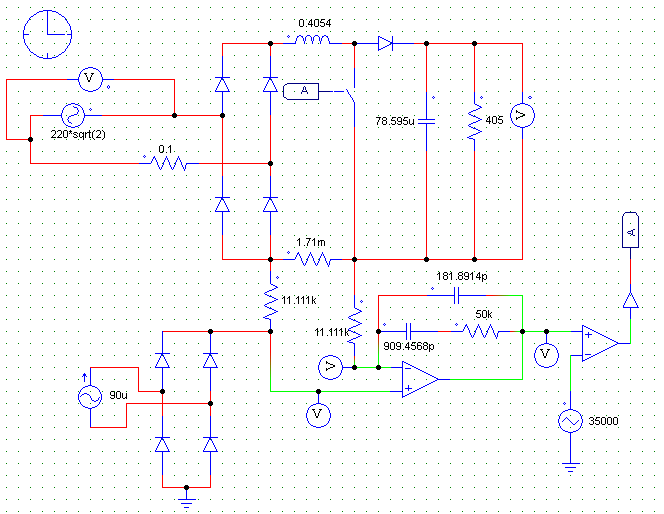 0.4054
V
A
220*sqrt(2)
78.595u
405
V
0.1
A
1.71m
181.8914p
11.111k
50k
11.111k
909.4568p
V
V
90u
V
35000